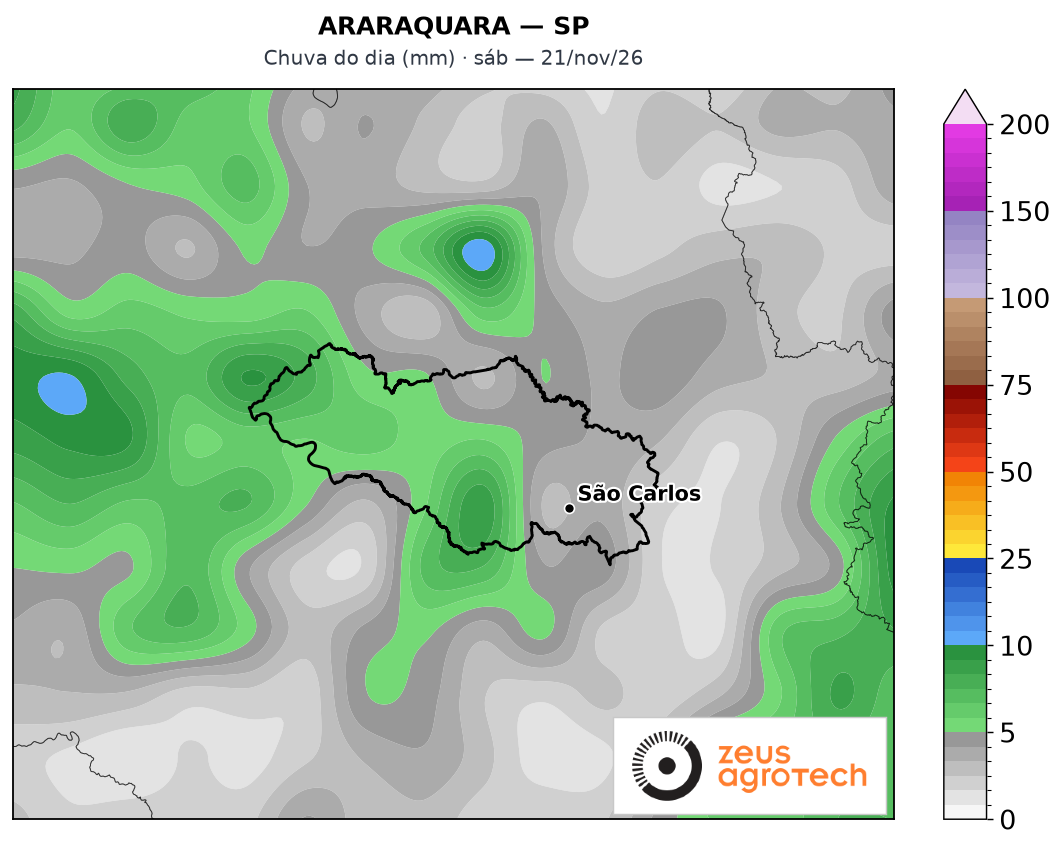 ARARAQUARA — SP
Chuva do dia (mm) · sáb — 21/nov/26
200
150
100
75
50
25
10
5
0
São Carlos
zeus
agrotech